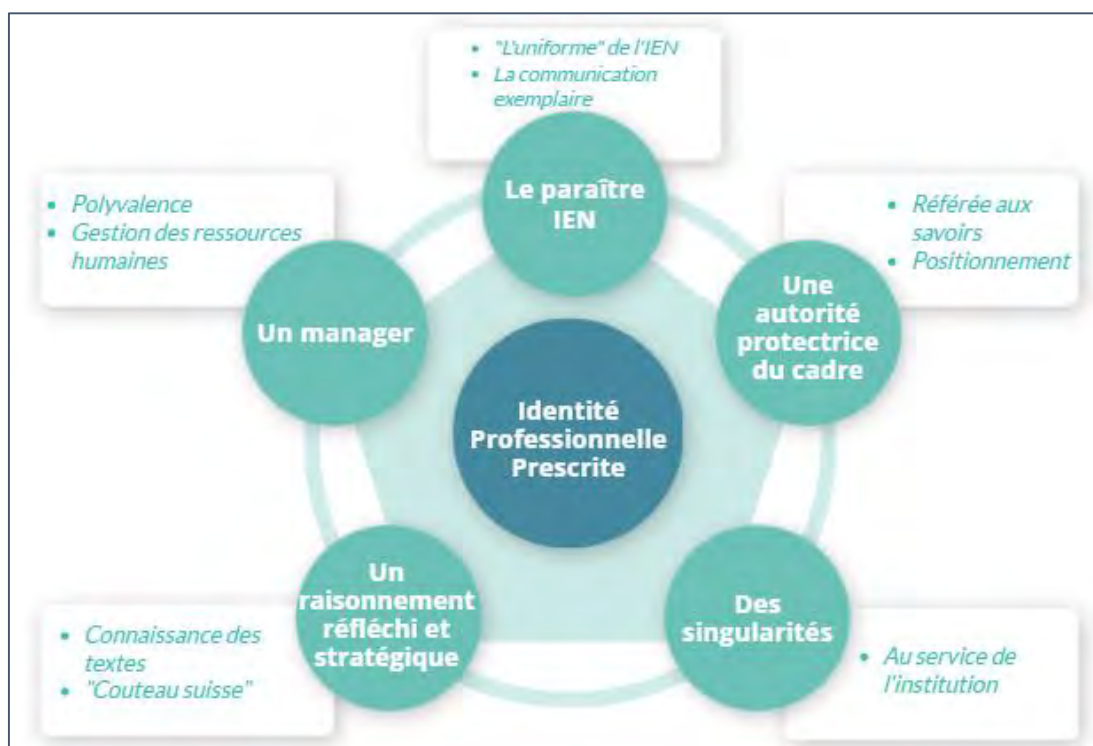 • "L'uniforme" de l'IEN
• La communication
exemplaire
Le paraître
IEN
• Polyvalence
• Gestion des ressources
humaines
Un manager
• Référée aux
savoirs
• Positionnement
Une
autorité
protectrice
du cadre
Identité
Professionnelle
Prescrite
Un
raisonnement
réfléchi et
stratégique
• Connaissance des
textes
• "Couteau suisse"
Des
singularités
• Au service de
l'institution